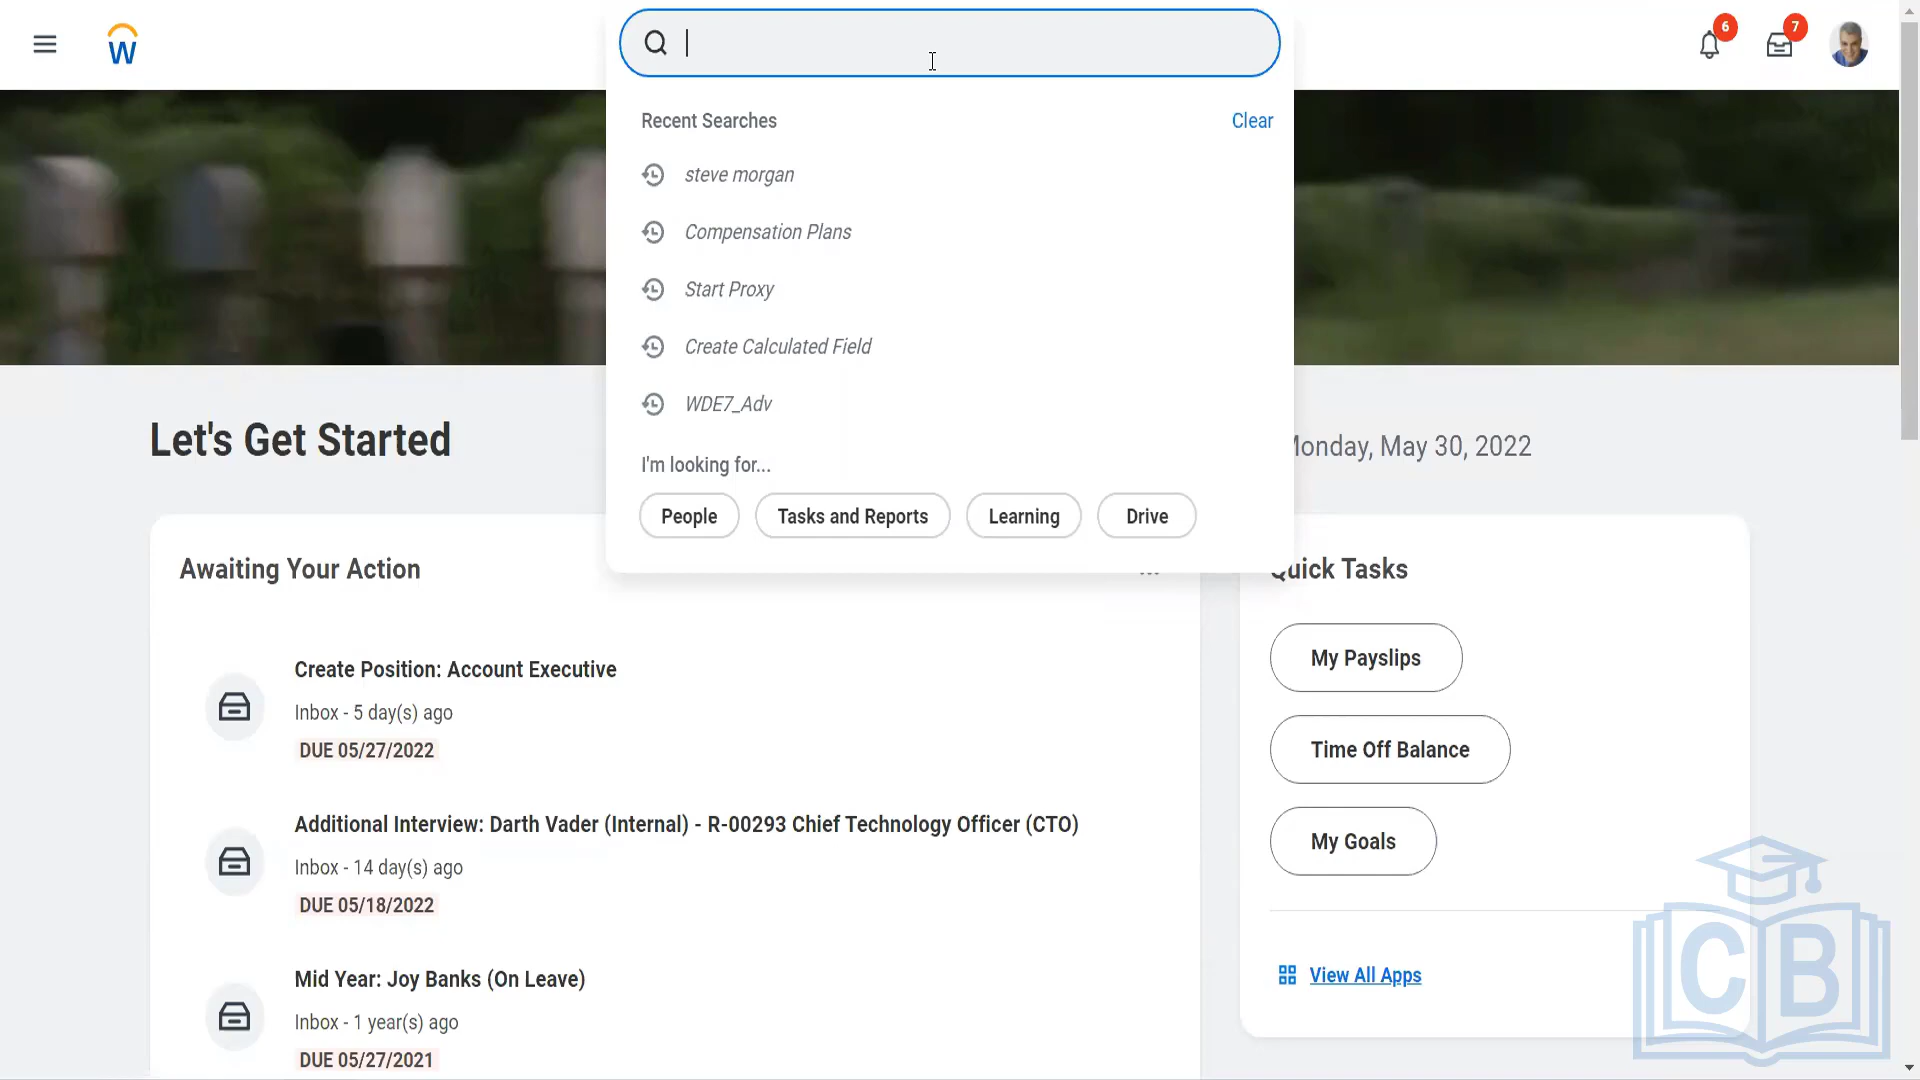 W
6
7
Recent Searches
Clear
steve morgan
Compensation Plans
Start Proxy
Create Calculated Field
WDE7_Adv
I'm looking for...
People
Tasks and Reports
Learning
Drive
Let's Get Started
Monday, May 30, 2022
Awaiting Your Action
Create Position: Account Executive
Inbox - 5 day(s) ago
DUE 05/27/2022
Additional Interview: Darth Vader (Internal) - R-00293 Chief Technology Officer (CTO)
Inbox - 14 day(s) ago
DUE 05/18/2022
Mid Year: Joy Banks (On Leave)
Inbox - 1 year(s) ago
DUE 05/27/2021
Quick Tasks
My Payslips
Time Off Balance
My Goals
View All Apps
CB